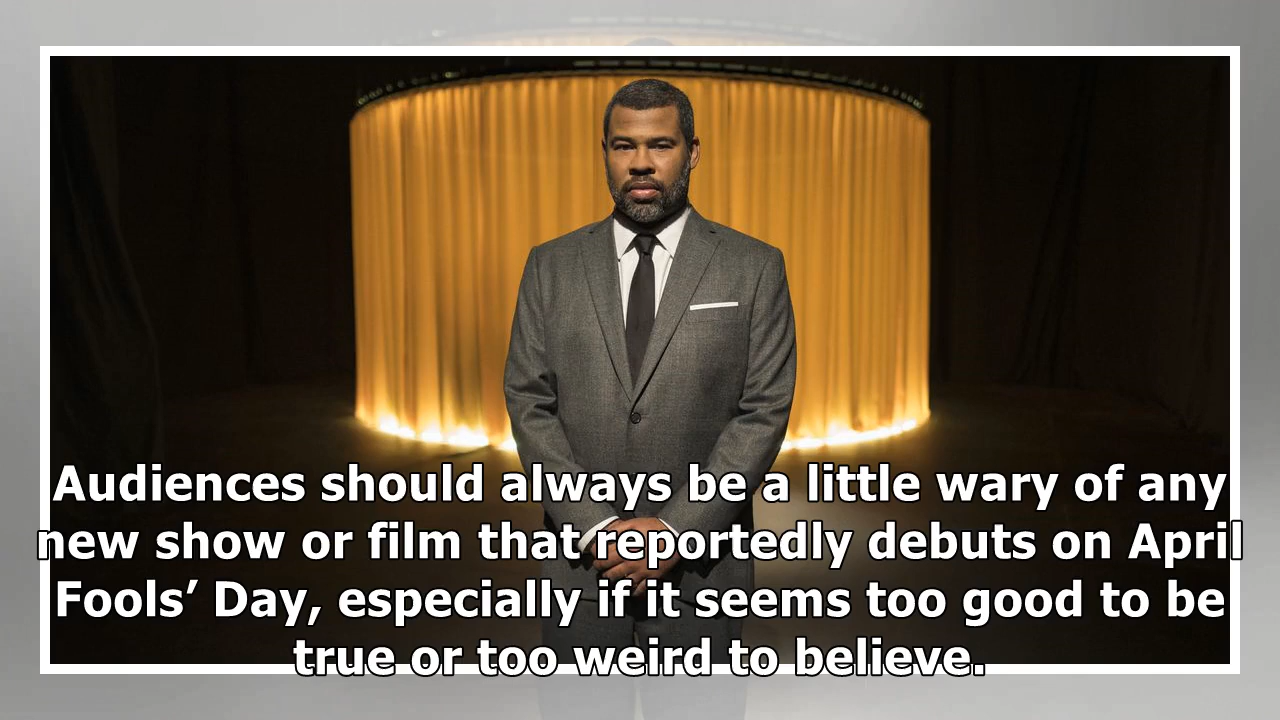 Audiences should always be a little wary of any
new show or film that reportedly debuts on April
Fools’ Day, especially if it seems too good to be
true or too weird to believe.